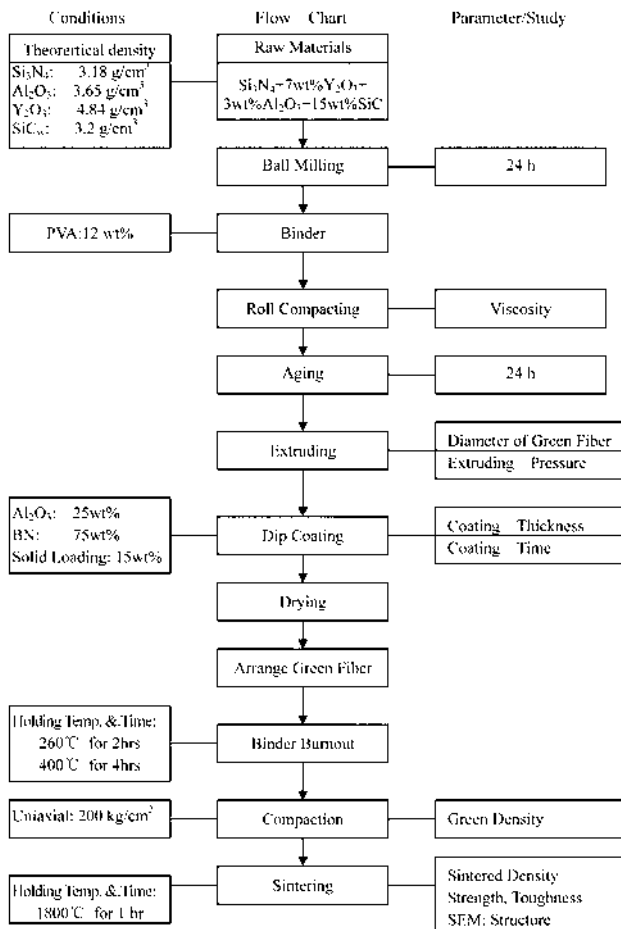 Conditions
Flow Chart
Parameter/Study
Theorertical density
Si₃N₄: 3.18 g/cm³
Al₂O₃: 3.65 g/cm³
Y₂O₃: 4.84 g/cm³
SiCw: 3.2 g/cm³
Raw Materials
Si₃N₄+7wt%Y₂O₃+
3wt%Al₂O₃+15wt%SiC
Ball Milling
24 h
PVA:12 wt%
Binder
Roll Compacting
Viscosity
Aging
24 h
Extruding
Diameter of Green Fiber
Extruding Pressure
Al₂O₃: 25wt%
BN: 75wt%
Solid Loading: 15wt%
Dip Coating
Coating Thickness
Coating Time
Drying
Arrange Green Fiber
Holding Temp. & Time:
260℃ for 2hrs
400℃ for 4hrs
Binder Burnout
Uniaxial: 200 kg/cm²
Compaction
Green Density
Holding Temp. & Time:
1800℃ for 1 hr
Sintering
Sintered Density
Strength, Toughness
SEM: Structure